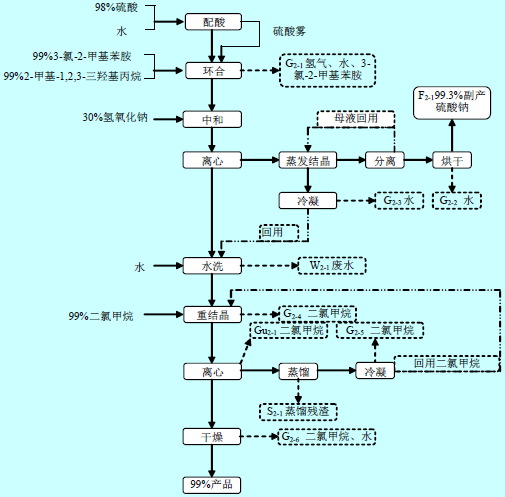 98%硫酸
配酸
水
硫酸雾
99%3-氯-2-甲基苯胺
99%2-甲基-1,2,3-三羟基丙烷
环合
G2-1氢气、水、3-
氯-2-甲基苯胺
F2-199.3%副产
硫酸钠
30%氢氧化钠
中和
母液回用
离心
蒸发结晶
分离
烘干
冷凝
G2-3水
G2-2 水
回用
水
水洗
W2-1废水
99%二氯甲烷
重结晶
G2-4 二氯甲烷
Gu2-1二氯甲烷
G2-5 二氯甲烷
离心
蒸馏
冷凝
回用二氯甲烷
S2-1蒸馏残渣
干燥
G2-6 二氯甲烷、水
99%产品